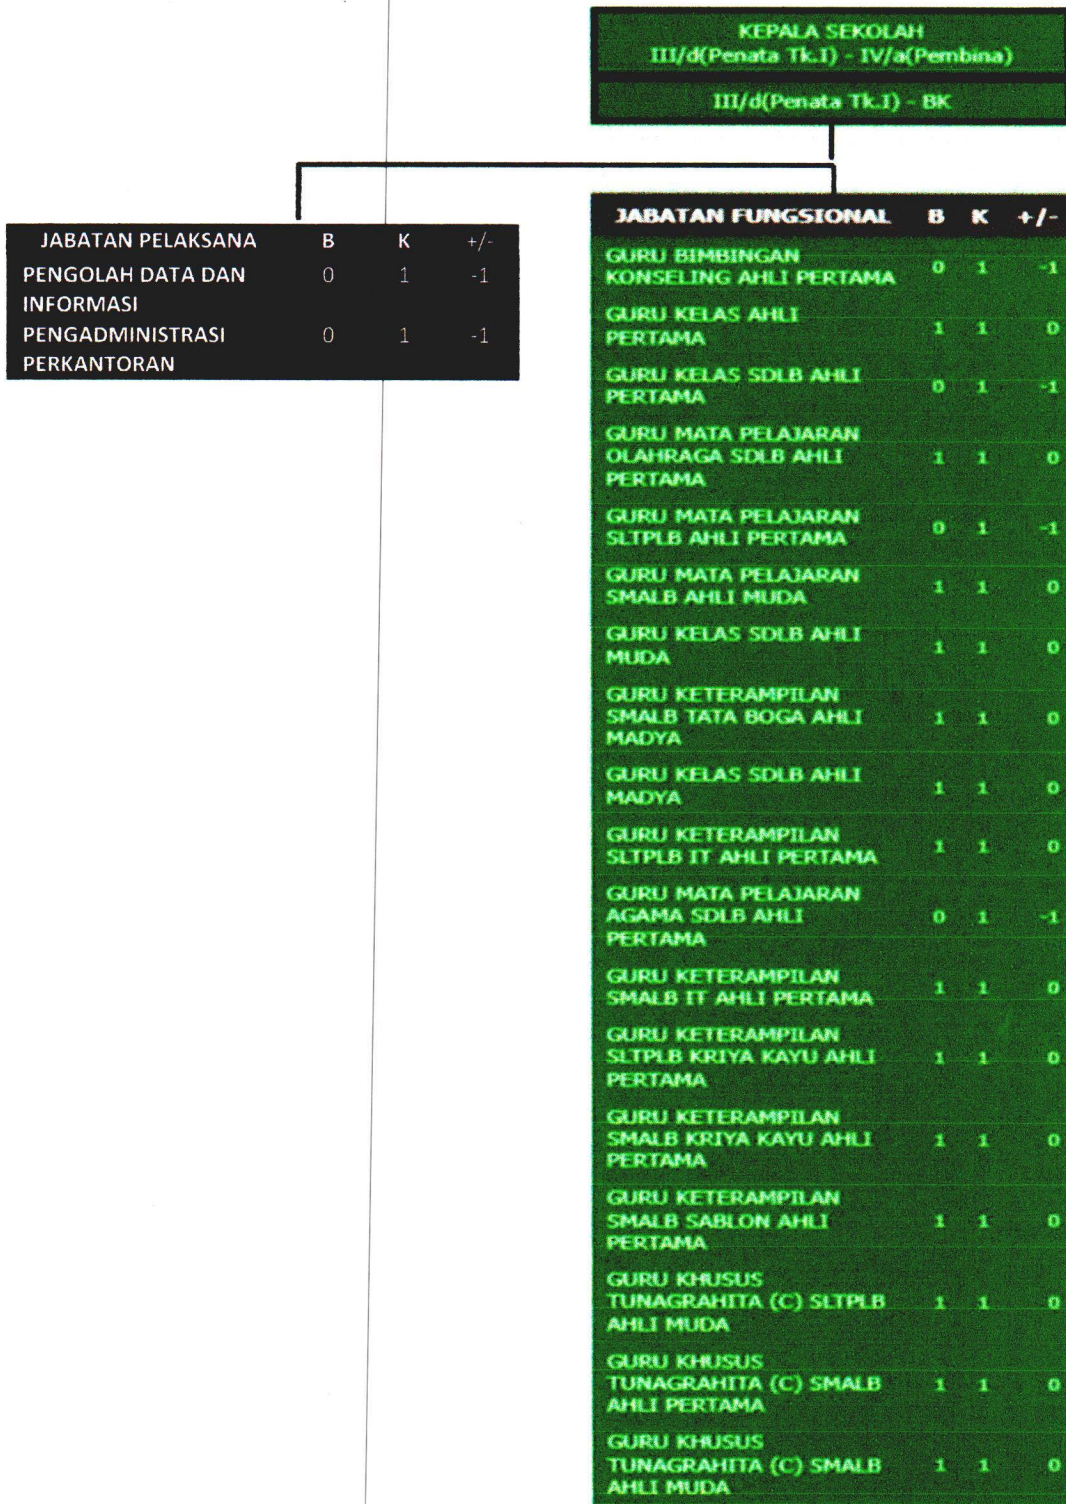 KEPALA SEKOLAH
III/d(Penata Tk.I) - IV/a(Pembina)
III/d(Penata Tk.I) - BK
JABATAN PELAKSANA B K +/-
PENGOLAH DATA DAN 0 1 -1
INFORMASI
PENGADMINISTRASI 0 1 -1
PERKANTORAN
JABATAN FUNGSIONAL B K +/-
GURU BIMBINGAN
KONSELING AHLI PERTAMA 0 1 -1
GURU KELAS AHLI
PERTAMA 1 1 0
GURU KELAS SDLB AHLI
PERTAMA 0 1 -1
GURU MATA PELAJARAN
OLAHRAGA SDLB AHLI 1 1 0
PERTAMA
GURU MATA PELAJARAN
SLTPLB AHLI PERTAMA 0 1 -1
GURU MATA PELAJARAN
SMALB AHLI MUDA 1 1 0
GURU KELAS SDLB AHLI
MUDA 1 1 0
GURU KETERAMPILAN
SMALB TATA BOGA AHLI 1 1 0
MADYA
GURU KELAS SDLB AHLI
MADYA 1 1 0
GURU KETERAMPILAN
SLTPLB IT AHLI PERTAMA 1 1 0
GURU MATA PELAJARAN
AGAMA SDLB AHLI 0 1 -1
PERTAMA
GURU KETERAMPILAN
SMALB IT AHLI PERTAMA 1 1 0
GURU KETERAMPILAN
SLTPLB KRIYA KAYU AHLI 1 1 0
PERTAMA
GURU KETERAMPILAN
SMALB KRIYA KAYU AHLI 1 1 0
PERTAMA
GURU KETERAMPILAN
SMALB SABLON AHLI 1 1 0
PERTAMA
GURU KHUSUS
TUNAGRAHITA (C) SLTPLB 1 1 0
AHLI MUDA
GURU KHUSUS
TUNAGRAHITA (C) SMALB 1 1 0
AHLI PERTAMA
GURU KHUSUS
TUNAGRAHITA (C) SMALB 1 1 0
AHLI MUDA